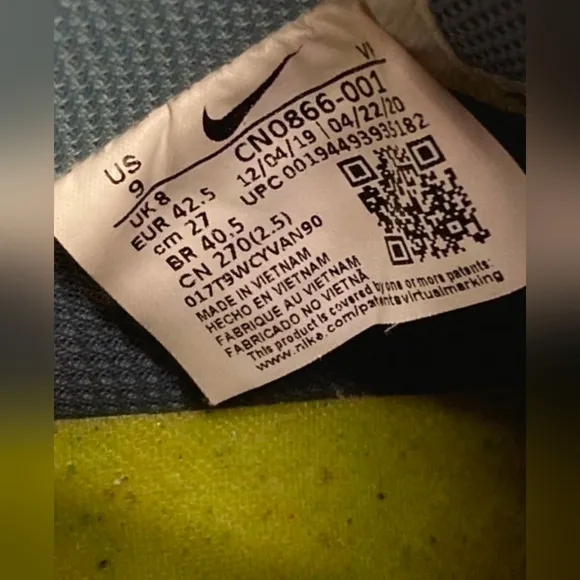 VI
US
9
UK 8
EUR 42.5
cm 27
BR 40.5
CN 270(2.5)
CN0866-001
12/04/19 | 04/22/20
UPC 00194493935182
017T9WCYVAN90
MADE IN VIETNAM
HECHO EN VIETNAM
FABRIQUE AU VIETNAM
FABRICADO NO VIETNÃ
This product is covered by one or more patents.
www.nike.com/patentsvirtualmarking